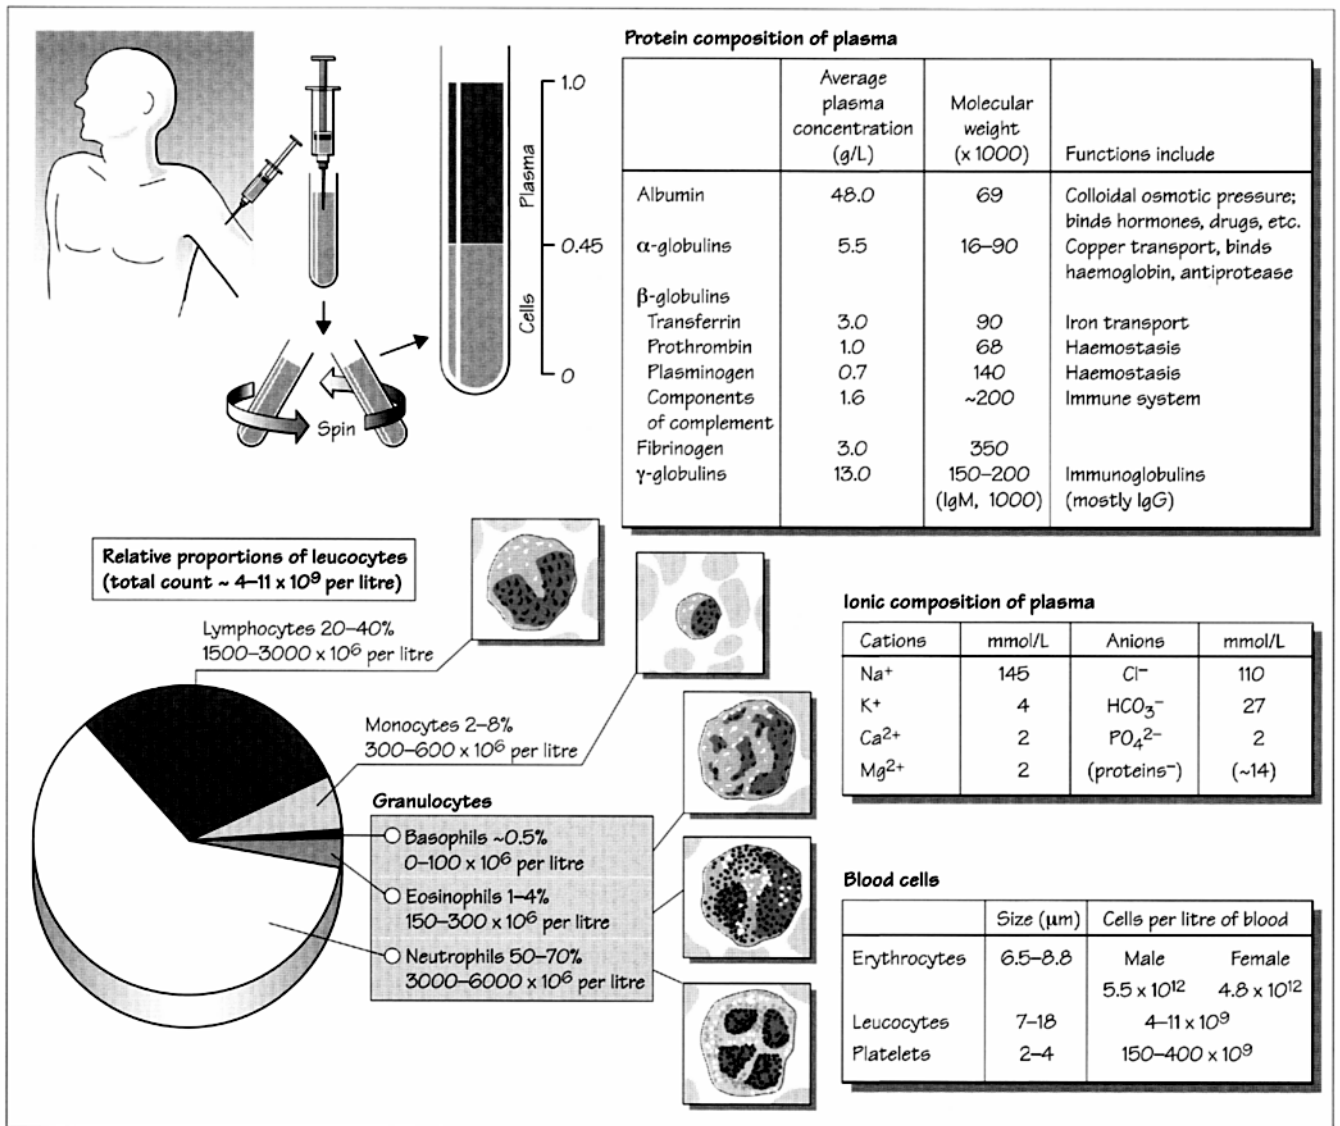 Protein composition of plasma
Average plasma concentration (g/L) Molecular weight (x 1000) Functions include
Albumin 48.0 69 Colloidal osmotic pressure;
binds hormones, drugs, etc.
α-globulins 5.5 16–90 Copper transport, binds
haemoglobin, antiprotease
β-globulins
Transferrin 3.0 90 Iron transport
Prothrombin 1.0 68 Haemostasis
Plasminogen 0.7 140 Haemostasis
Components 1.6 ~200 Immune system
of complement
Fibrinogen 3.0 350
γ-globulins 13.0 150–200 Immunoglobulins
(IgM, 1000) (mostly IgG)
1.0
Plasma
0.45
Cells
0
Spin
Relative proportions of leucocytes
(total count ~ 4–11 x 10⁹ per litre)
Lymphocytes 20–40%
1500–3000 x 10⁶ per litre
Monocytes 2–8%
300–600 x 10⁶ per litre
Granulocytes
Basophils ~0.5%
0–100 x 10⁶ per litre
Eosinophils 1–4%
150–300 x 10⁶ per litre
Neutrophils 50–70%
3000–6000 x 10⁶ per litre
Ionic composition of plasma
Cations mmol/L Anions mmol/L
Na⁺ 145 Cl⁻ 110
K⁺ 4 HCO₃⁻ 27
Ca²⁺ 2 PO₄²⁻ 2
Mg²⁺ 2 (proteins⁻) (~14)
Blood cells
Size (μm) Cells per litre of blood
Erythrocytes 6.5–8.8 Male Female
5.5 x 10¹² 4.8 x 10¹²
Leucocytes 7–18 4–11 x 10⁹
Platelets 2–4 150–400 x 10⁹